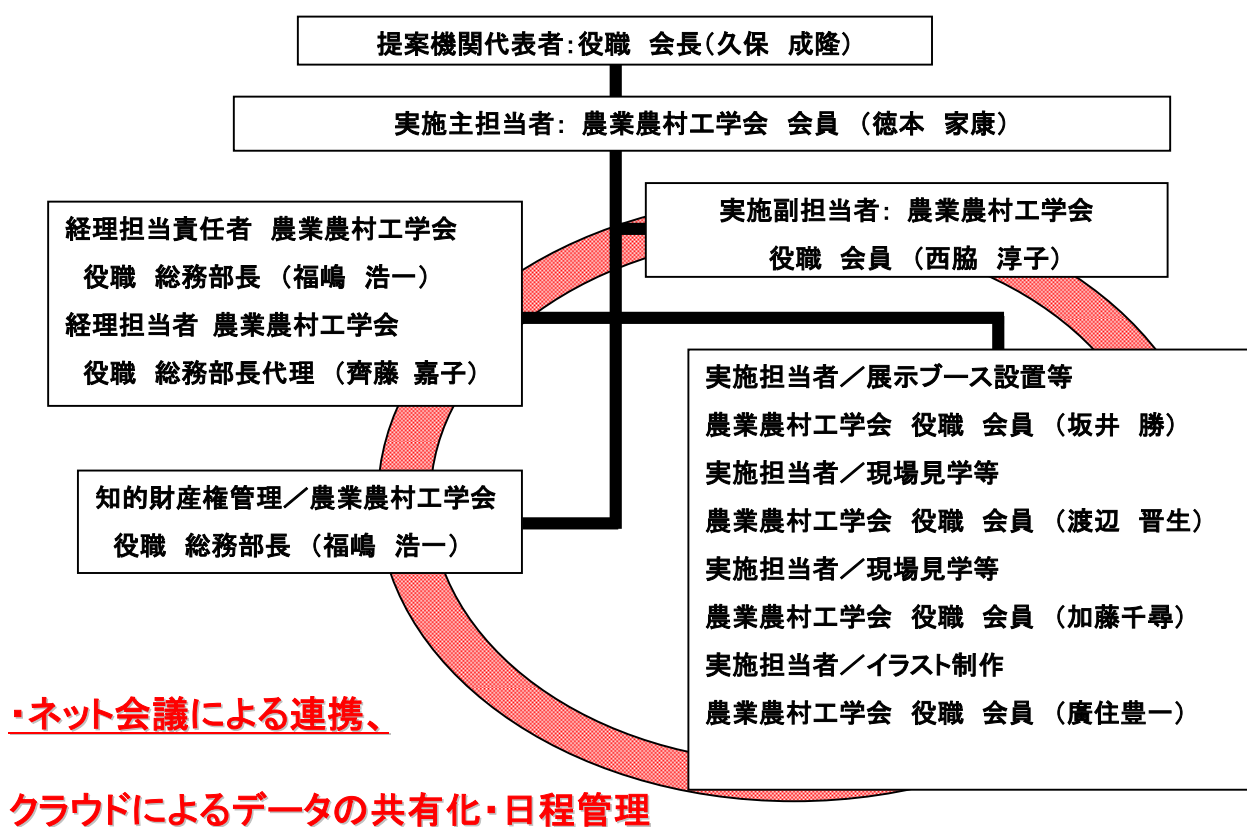 提案機関代表者：役職　会長（久保　成隆）
実施主担当者：　農業農村工学会　会員　（徳本　家康）
実施副担当者：　農業農村工学会
役職　会員　（西脇　淳子）
経理担当責任者　農業農村工学会
役職　総務部長　（福嶋　浩一）
経理担当者　農業農村工学会
役職　総務部長代理　（齊藤　嘉子）
知的財産権管理／農業農村工学会
役職　総務部長　（福嶋　浩一）
実施担当者／展示ブース設置等
農業農村工学会　役職　会員　（坂井　勝）
実施担当者／現場見学等
農業農村工学会　役職　会員　（渡辺　晋生）
実施担当者／現場見学等
農業農村工学会　役職　会員　（加藤千尋）
実施担当者／イラスト制作
農業農村工学会　役職　会員　（廣住豊一）
・ネット会議による連携、
クラウドによるデータの共有化・日程管理